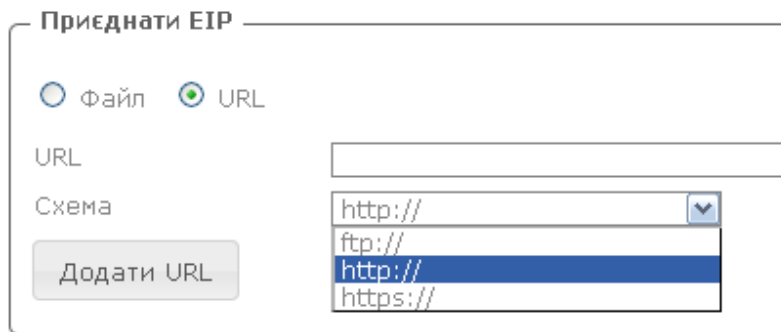 Приєднати ЕІР
Файл URL
URL
Схема http://
ftp://
http://
https://
Додати URL